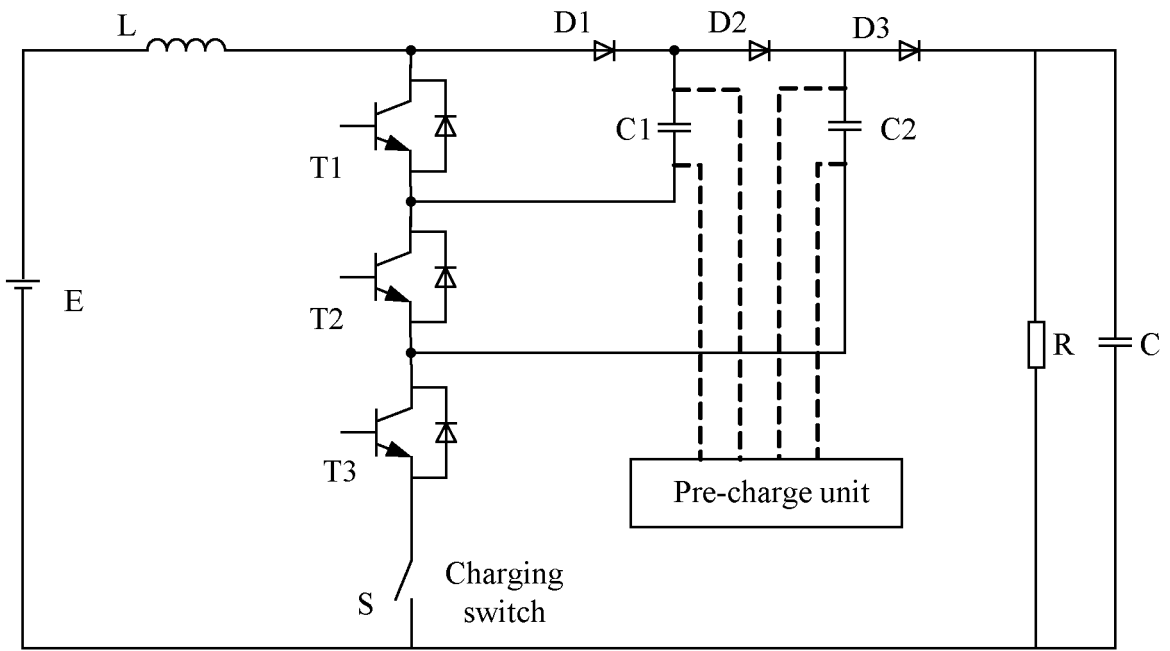 L
D1
D2
D3
T1
C1
C2
E
T2
R
C
T3
Pre-charge unit
S
Charging
switch